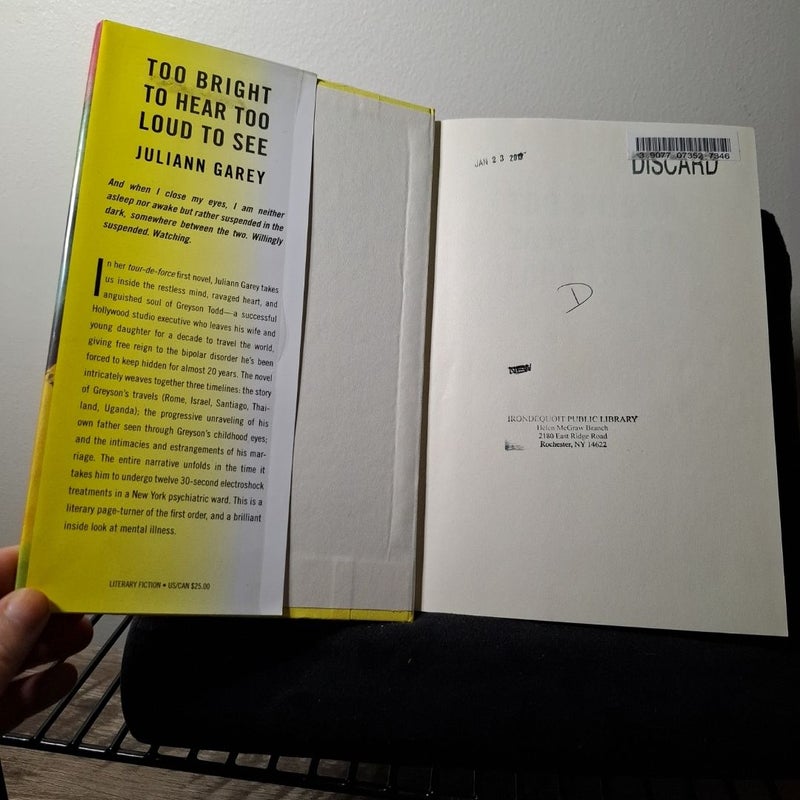 TOO BRIGHT
TO HEAR TOO
LOUD TO SEE
JULIANN GAREY
And when I close my eyes, I am neither
asleep nor awake but rather suspended in the
dark, somewhere between the two. Willingly
suspended. Watching.
In her tour-de-force first novel, Juliann Garey takes
us inside the restless mind, ravaged heart, and
anguished soul of Greyson Todd—a successful
Hollywood studio executive who leaves his wife and
young daughter for a decade to travel the world,
giving free reign to the bipolar disorder he's been
forced to keep hidden for almost 20 years. The novel
intricately weaves together three timelines: the story
of Greyson's travels (Rome, Israel, Santiago, Thai-
land, Uganda); the progressive unraveling of his
own father seen through Greyson's childhood eyes;
and the intimacies and estrangements of his mar-
riage. The entire narrative unfolds in the time it
takes him to undergo twelve 30-second electroshock
treatments in a New York psychiatric ward. This is a
literary page-turner of the first order, and a brilliant
inside look at mental illness.
LITERARY FICTION • US/CAN $25.00
JAN 23
3 9077 07352 7346
DISCARD
D
NEW
IRONDEQUOIT PUBLIC LIBRARY
Helen McGraw Branch
2180 East Ridge Road
Rochester, NY 14622